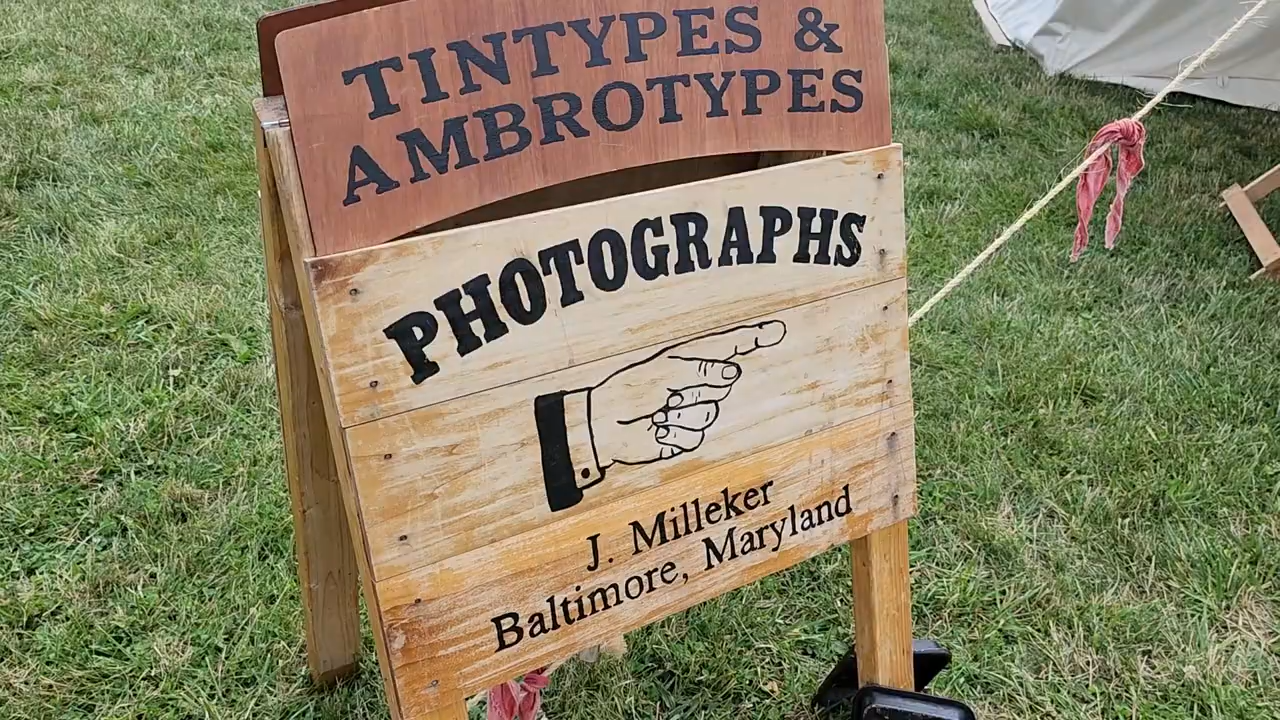 TINTYPES &
AMBROTYPES
PHOTOGRAPHS
J. Milleker
Baltimore, Maryland